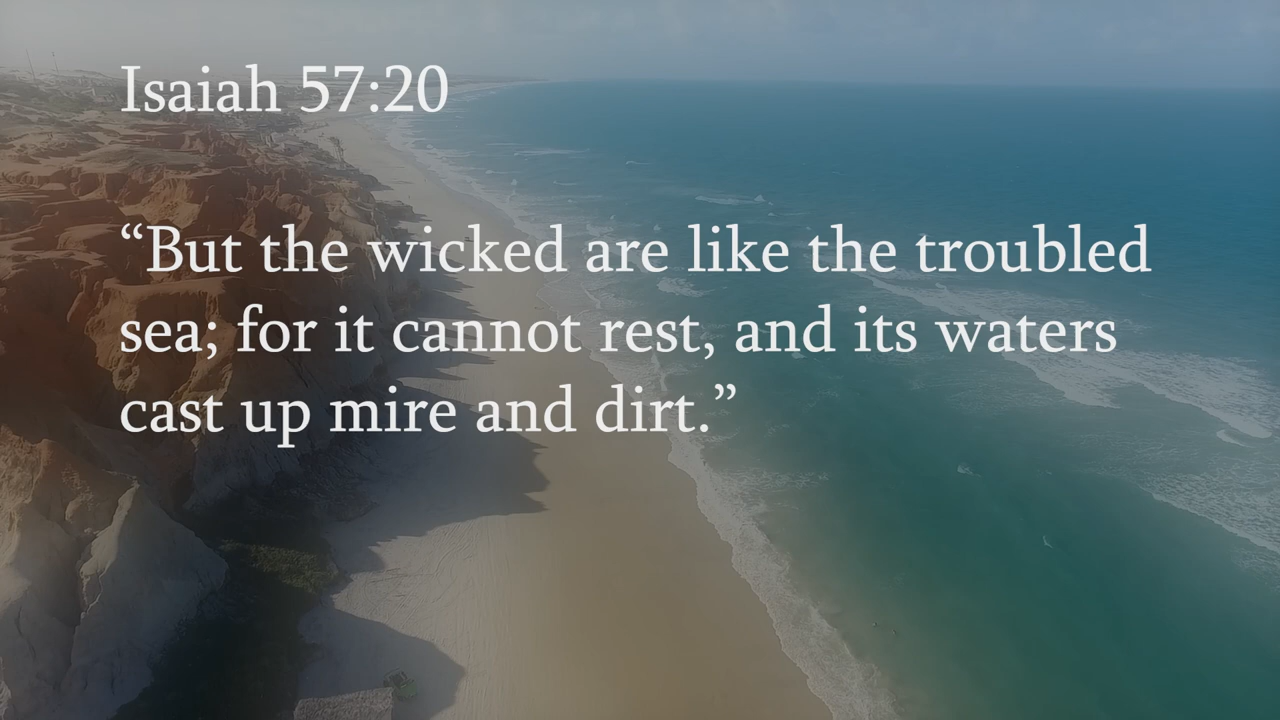 Isaiah 57:20
“But the wicked are like the troubled
sea; for it cannot rest, and its waters
cast up mire and dirt.”